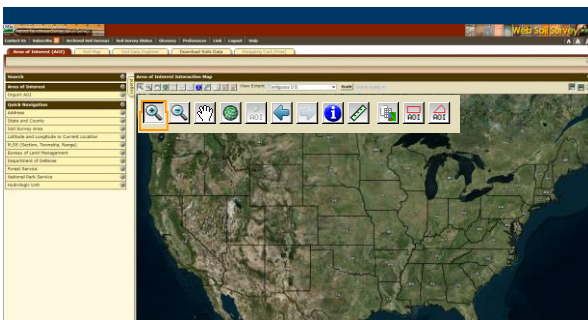 Web Soil Survey
Contact Us Subscribe Archived Soil Surveys Soil Survey Status Glossary Preferences Link Logout Help
A A A
Area of Interest (AOI) Soil Map Soil Data Explorer Download Soils Data Shopping Cart (Free)
Search
Area of Interest
Import AOI
Quick Navigation
Address
State and County
Soil Survey Area
Latitude and Longitude or Current Location
PLSS (Section, Township, Range)
Bureau of Land Management
Department of Defense
Forest Service
National Park Service
Hydrologic Unit
Legend
Area of Interest Interactive Map
View Extent Contiguous U.S. Scale
AOI AOI AOI